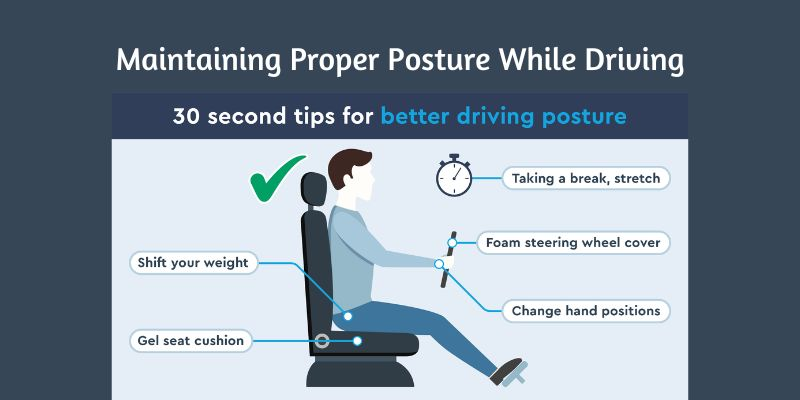 Maintaining Proper Posture While Driving
30 second tips for better driving posture
Taking a break, stretch
Foam steering wheel cover
Shift your weight
Change hand positions
Gel seat cushion